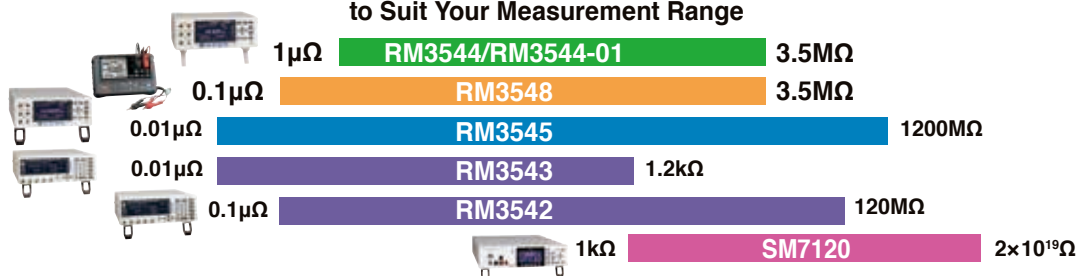 to Suit Your Measurement Range
1µΩ RM3544/RM3544-01 3.5MΩ
0.1µΩ RM3548 3.5MΩ
0.01µΩ RM3545 1200MΩ
0.01µΩ RM3543 1.2kΩ
0.1µΩ RM3542 120MΩ
1kΩ SM7120 2×10¹⁹Ω